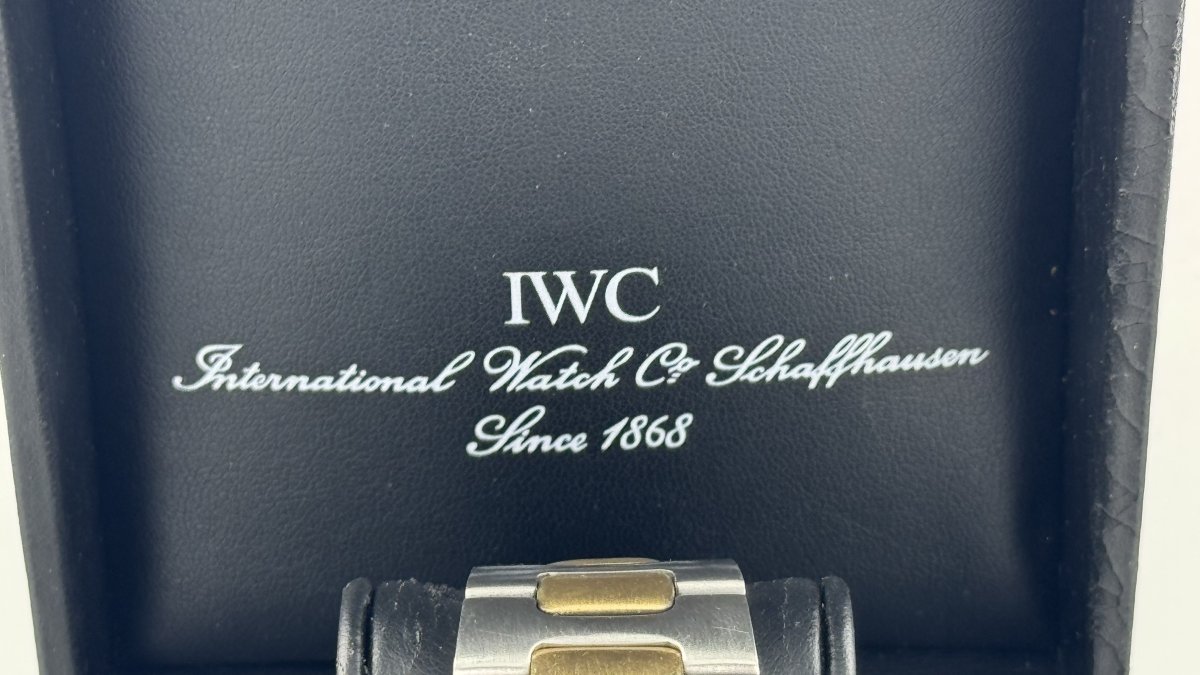 IWC
International Watch Co. Schaffhausen
Since 1868